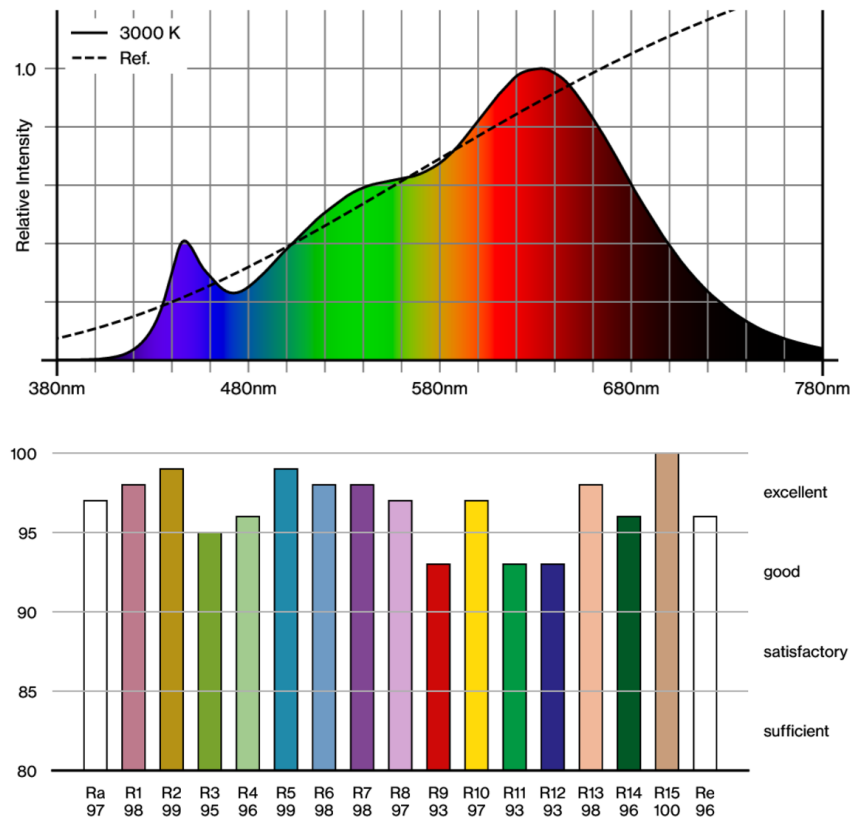 3000 K
Ref.
1.0
Relative Intensity
380nm 480nm 580nm 680nm 780nm
100
excellent
95
good
90
satisfactory
85
sufficient
80
Ra R1 R2 R3 R4 R5 R6 R7 R8 R9 R10 R11 R12 R13 R14 R15 Re
97 98 99 95 96 99 98 98 97 93 97 93 93 98 96 100 96